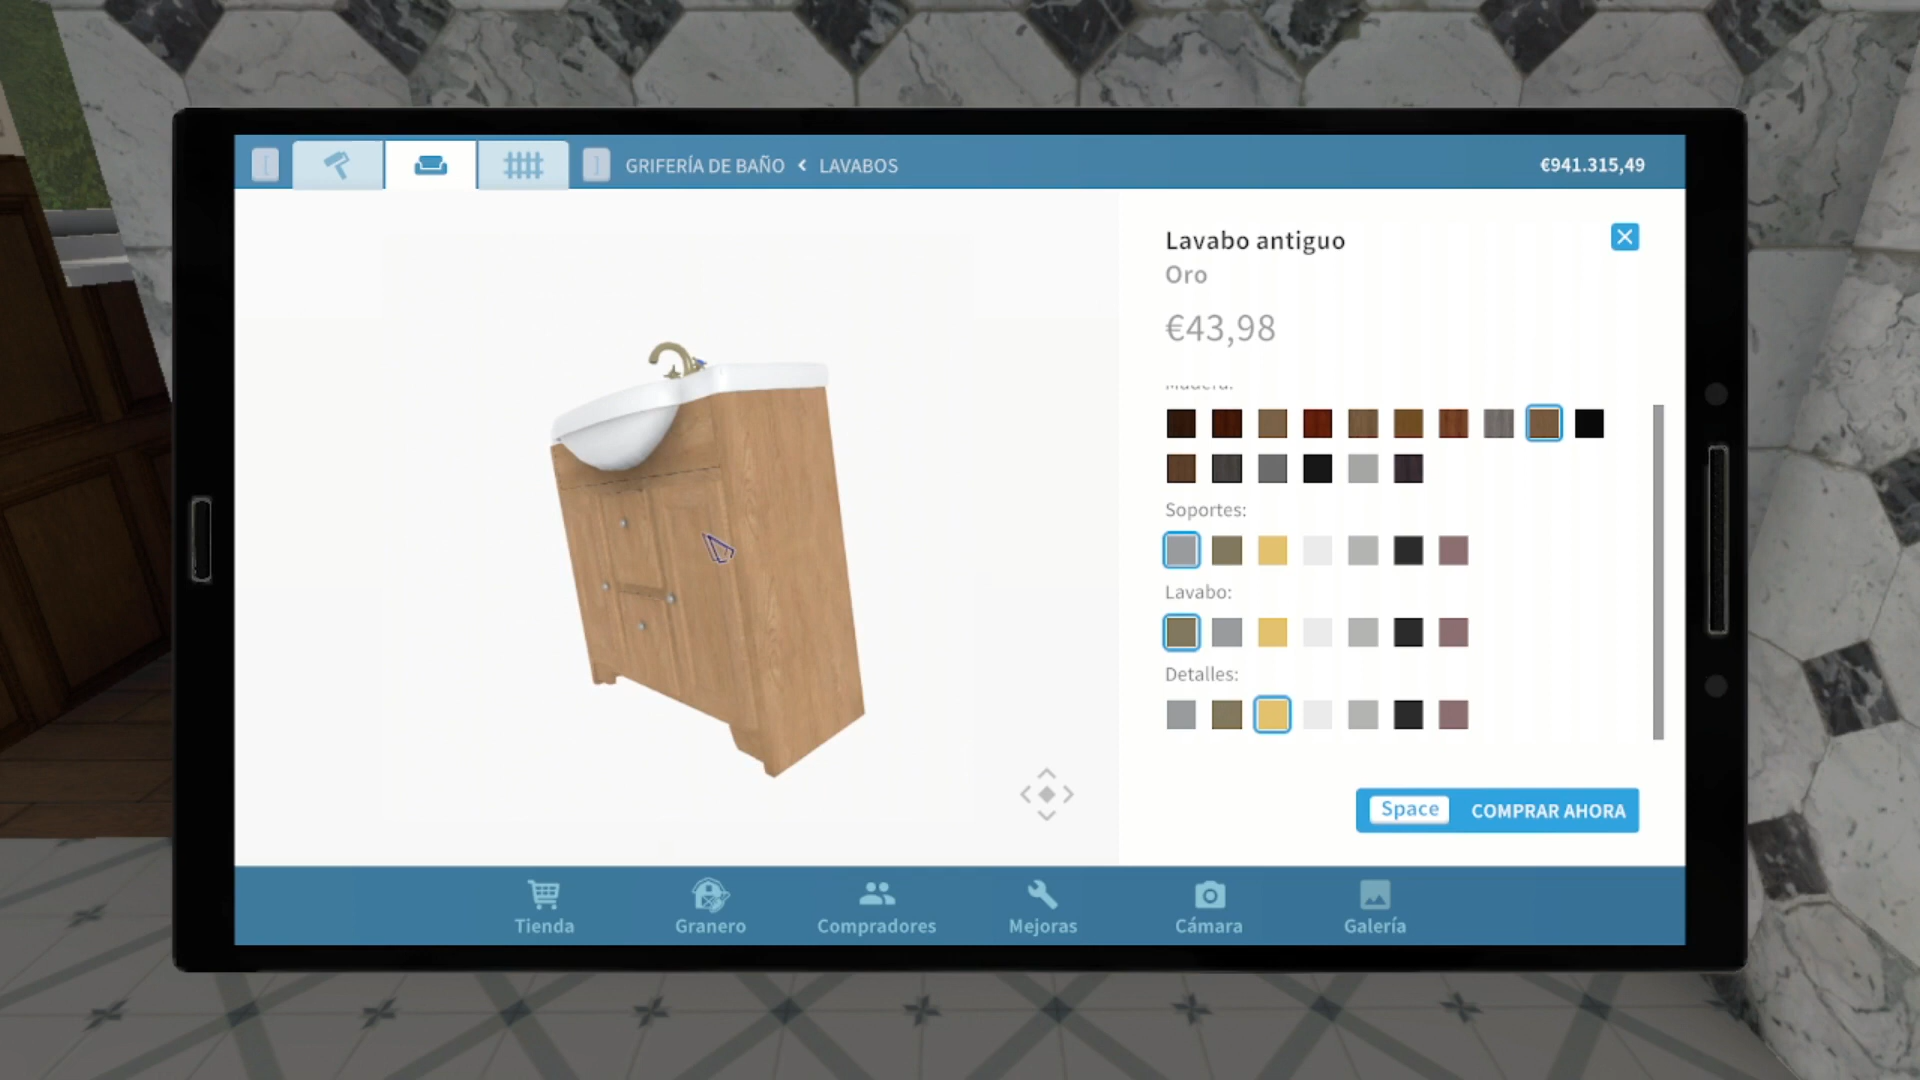 [
]
GRIFERÍA DE BAÑO < LAVABOS
€941.315,49
Lavabo antiguo
Oro
€43,98
Madera:
Soportes:
Lavabo:
Detalles:
Space COMPRAR AHORA
Tienda
Granero
Compradores
Mejoras
Cámara
Galería